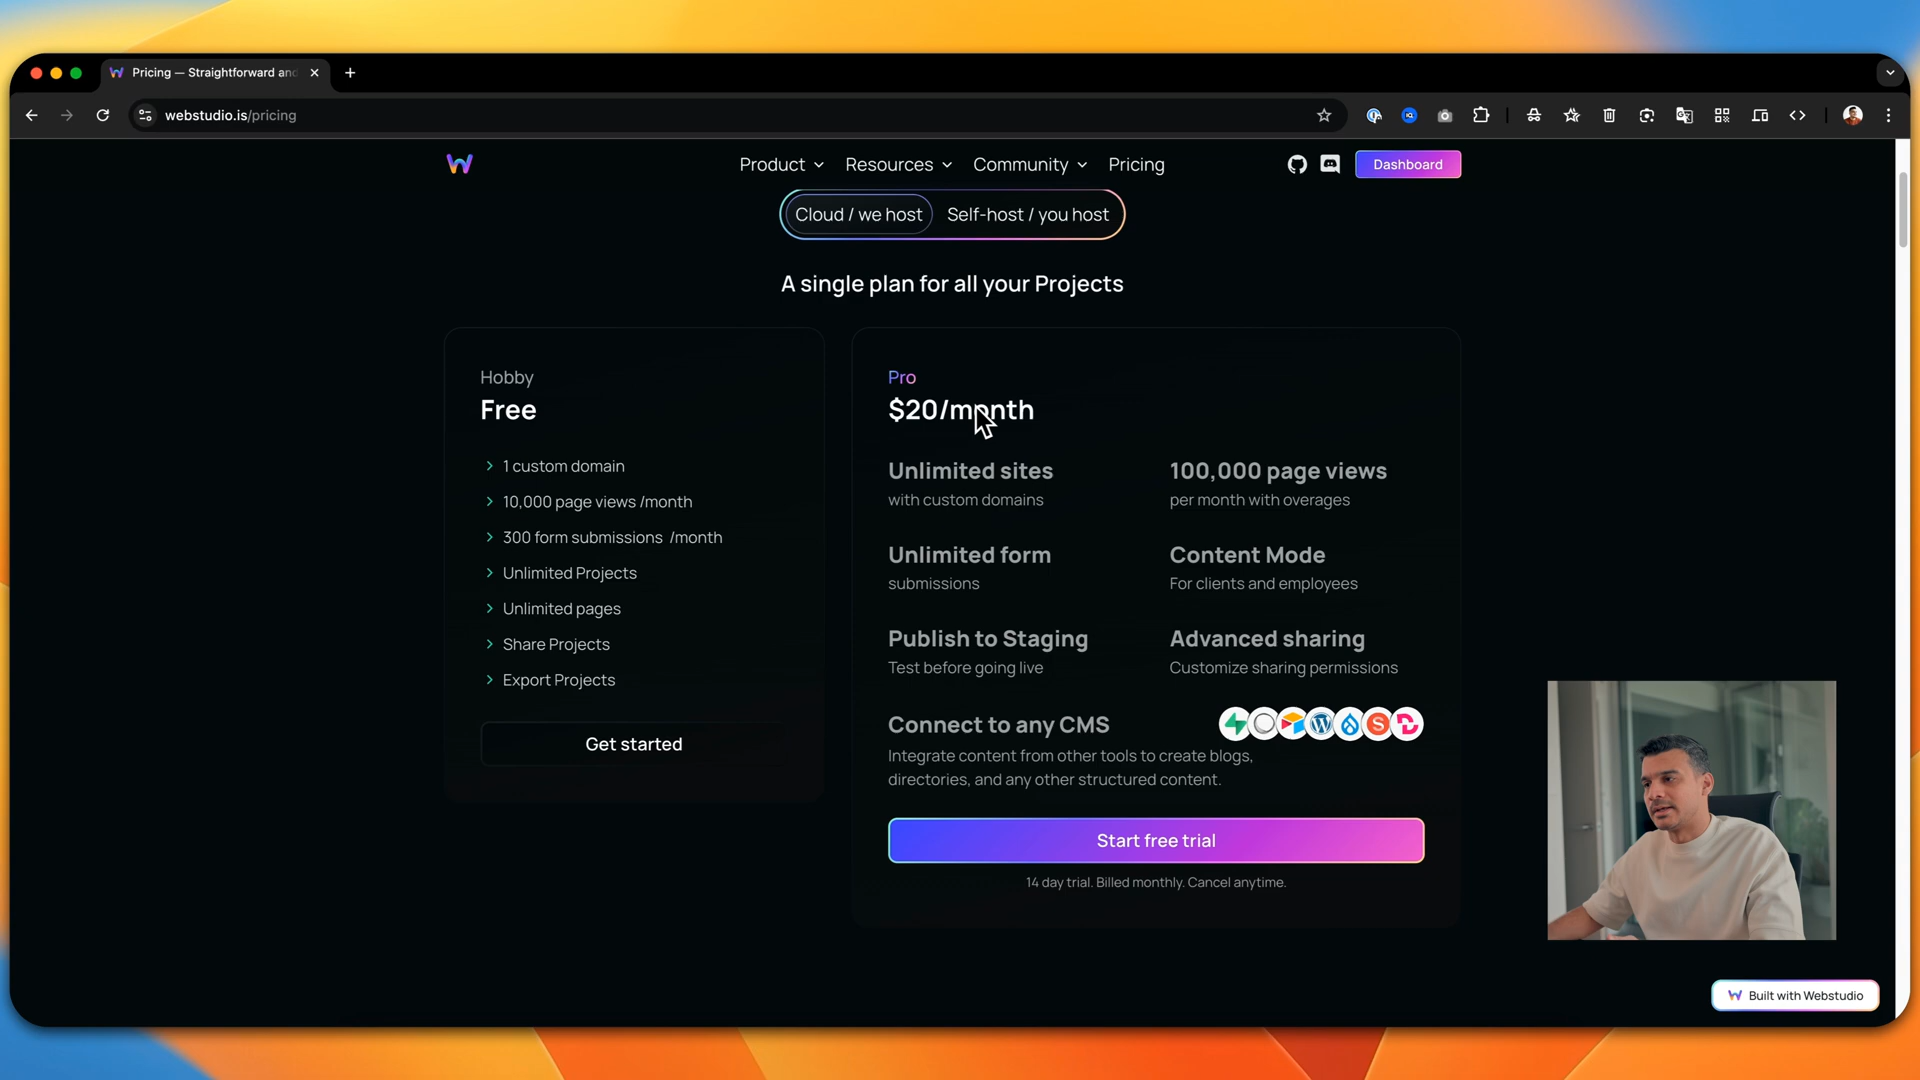 Pricing — Straightforward and
webstudio.is/pricing
Product
Resources
Community
Pricing
Dashboard
Cloud / we host
Self-host / you host
A single plan for all your Projects
Hobby
Free
1 custom domain
10,000 page views /month
300 form submissions /month
Unlimited Projects
Unlimited pages
Share Projects
Export Projects
Get started
Pro
$20/month
Unlimited sites
with custom domains
100,000 page views
per month with overages
Unlimited form
submissions
Content Mode
For clients and employees
Publish to Staging
Test before going live
Advanced sharing
Customize sharing permissions
Connect to any CMS
Integrate content from other tools to create blogs,
directories, and any other structured content.
Start free trial
14 day trial. Billed monthly. Cancel anytime.
Built with Webstudio